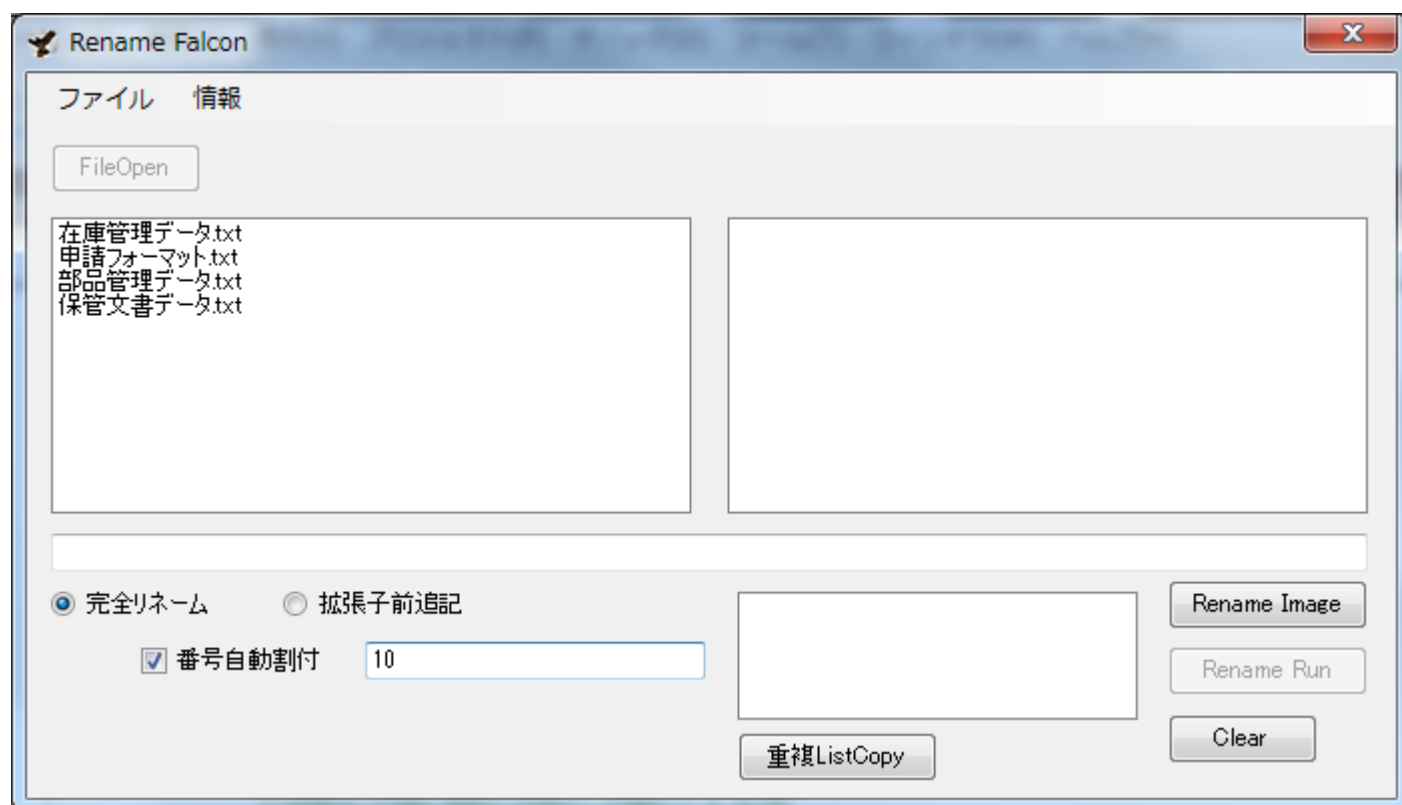 Rename Falcon
ファイル 情報
FileOpen
在庫管理データ.txt
申請フォーマット.txt
部品管理データ.txt
保管文書データ.txt
完全リネーム 拡張子前追記
番号自動割付 10
Rename Image
Rename Run
Clear
重複ListCopy